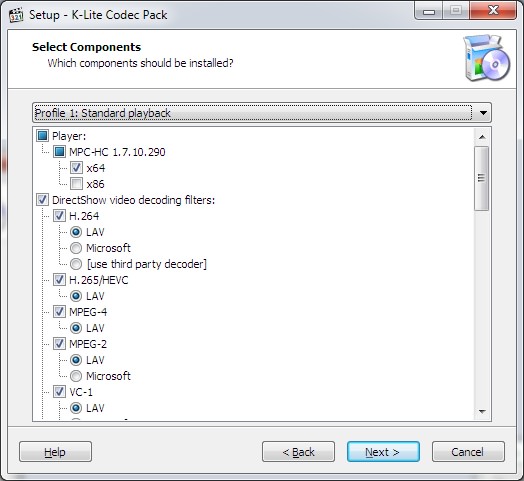 Setup - K-Lite Codec Pack
Select Components
Which components should be installed?
Profile 1: Standard playback
Player:
MPC-HC 1.7.10.290
x64
x86
DirectShow video decoding filters:
H.264
LAV
Microsoft
[use third party decoder]
H.265/HEVC
LAV
MPEG-4
LAV
MPEG-2
LAV
Microsoft
VC-1
LAV
Help
< Back
Next >
Cancel